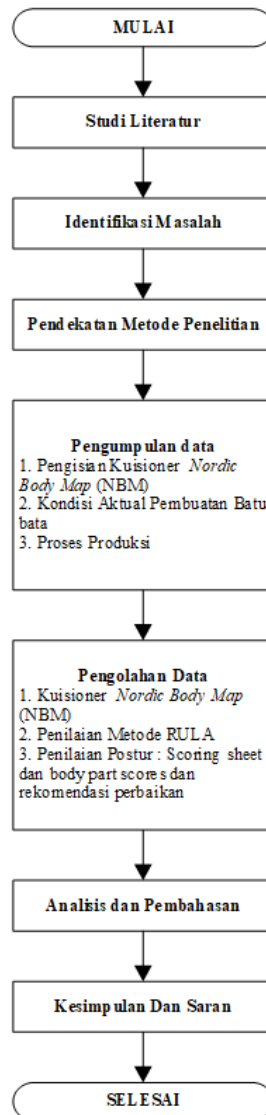 MULAI
Studi Literatur
Identifikasi Masalah
Pendekatan Metode Penelitian
Pengumpulan data
1. Pengisian Kuisioner Nordic
Body Map (NBM)
2. Kondisi Aktual Pembuatan Batu
bata
3. Proses Produksi
Pengolahan Data
1. Kuisioner Nordic Body Map
(NBM)
2. Penilaian Metode RULA
3. Penilaian Postur : Scoring sheet
dan body part scores dan
rekomendasi perbaikan
Analisis dan Pembahasan
Kesimpulan Dan Saran
SELESAI